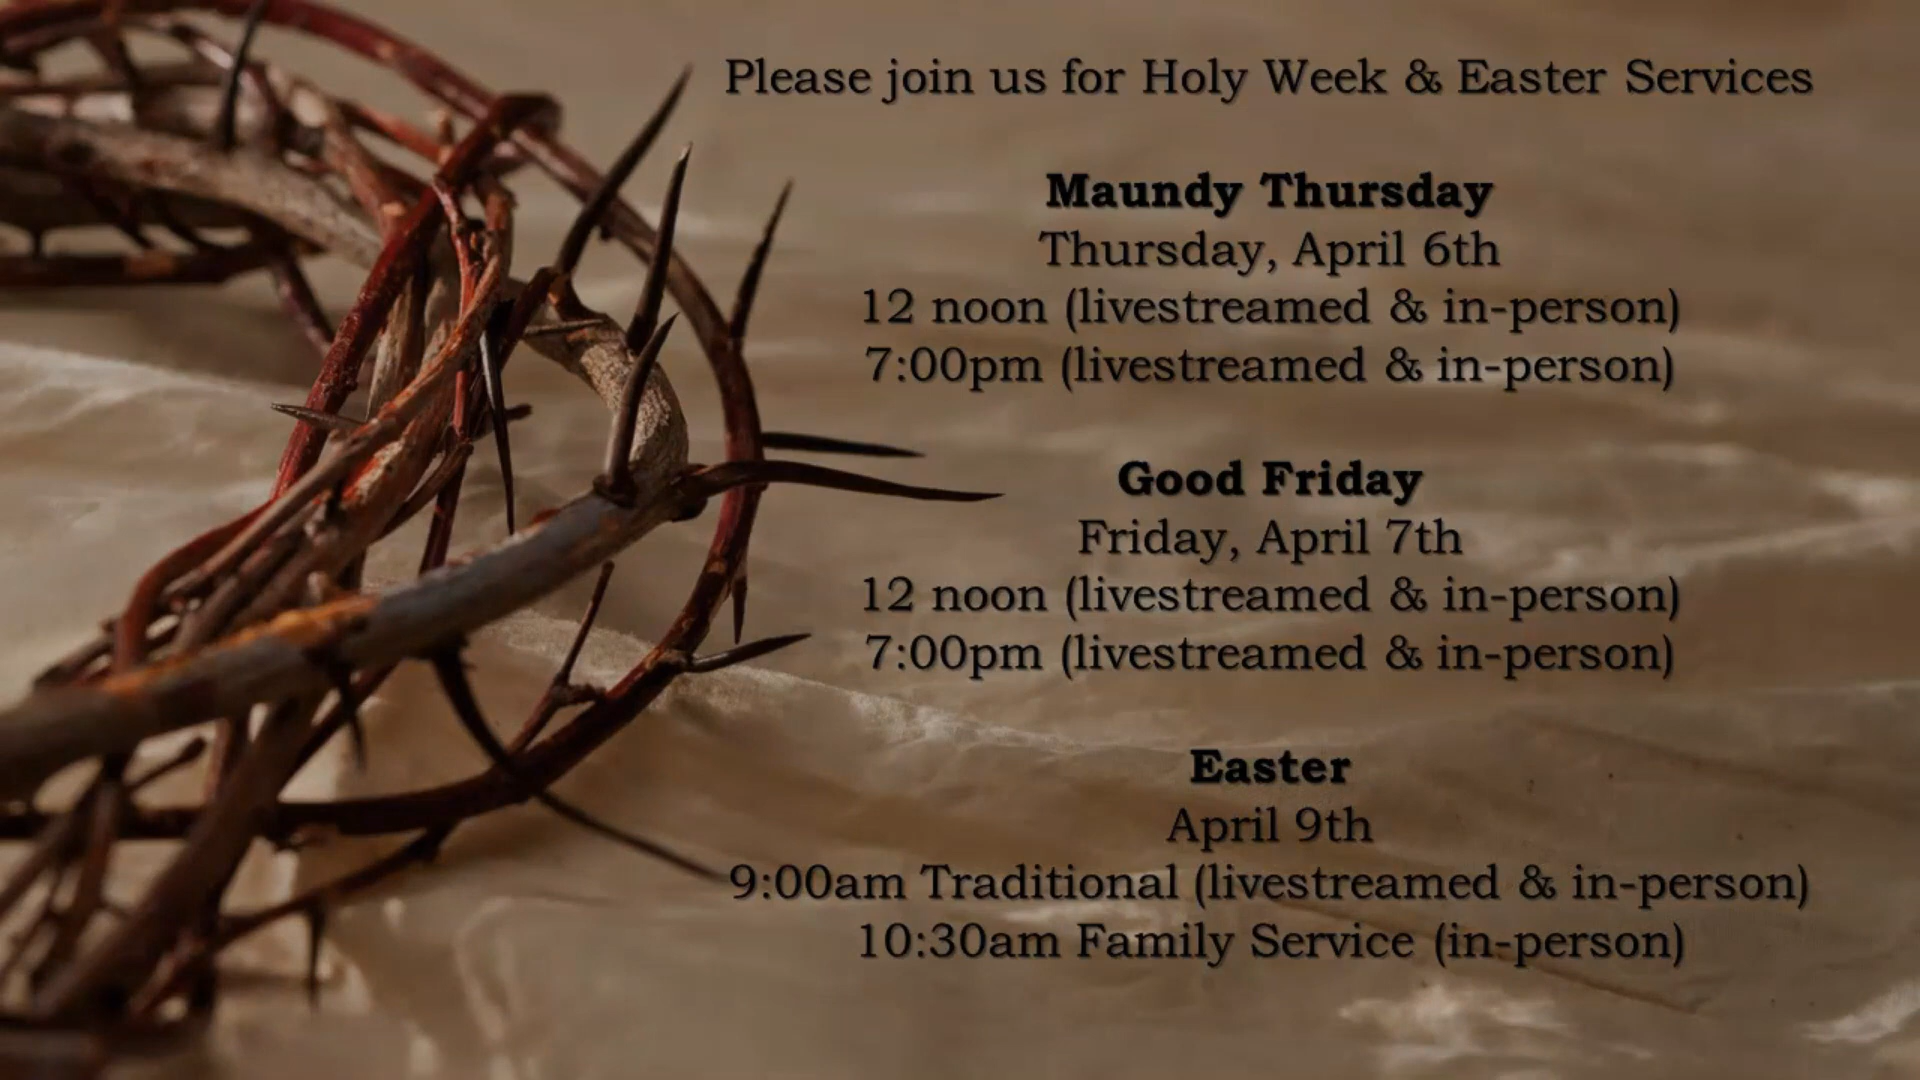 Please join us for Holy Week & Easter Services
Maundy Thursday
Thursday, April 6th
12 noon (livestreamed & in-person)
7:00pm (livestreamed & in-person)
Good Friday
Friday, April 7th
12 noon (livestreamed & in-person)
7:00pm (livestreamed & in-person)
Easter
April 9th
9:00am Traditional (livestreamed & in-person)
10:30am Family Service (in-person)